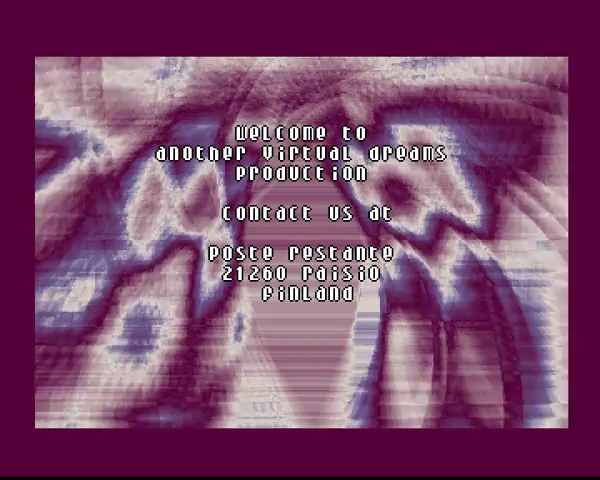 Welcome to
another virtual dreams
production
contact us at
poste restante
21260 raisio
finland